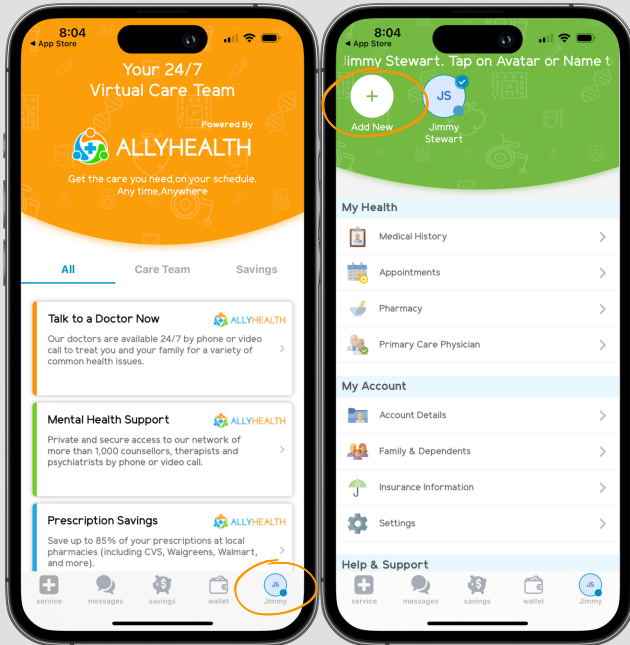 8:04
◄ App Store
Your 24/7
Virtual Care Team
Powered By
ALLYHEALTH
Get the care you need,on your schedule.
Any time,Anywhere
All
Care Team
Savings
Talk to a Doctor Now
ALLYHEALTH
Our doctors are available 24/7 by phone or video
call to treat you and your family for a variety of
common health issues.
Mental Health Support
ALLYHEALTH
Private and secure access to our network of
more than 1,000 counsellors, therapists and
psychiatrists by phone or video call.
Prescription Savings
ALLYHEALTH
Save up to 85% of your prescriptions at local
pharmacies (including CVS, Walgreens, Walmart,
and more).
service
messages
savings
wallet
JS
Jimmy
8:04
◄ App Store
Jimmy Stewart. Tap on Avatar or Name t
Add New
JS
Jimmy
Stewart
My Health
Medical History
Appointments
Pharmacy
Primary Care Physician
My Account
Account Details
Family & Dependents
Insurance Information
Settings
Help & Support
service
messages
savings
wallet
JS
Jimmy